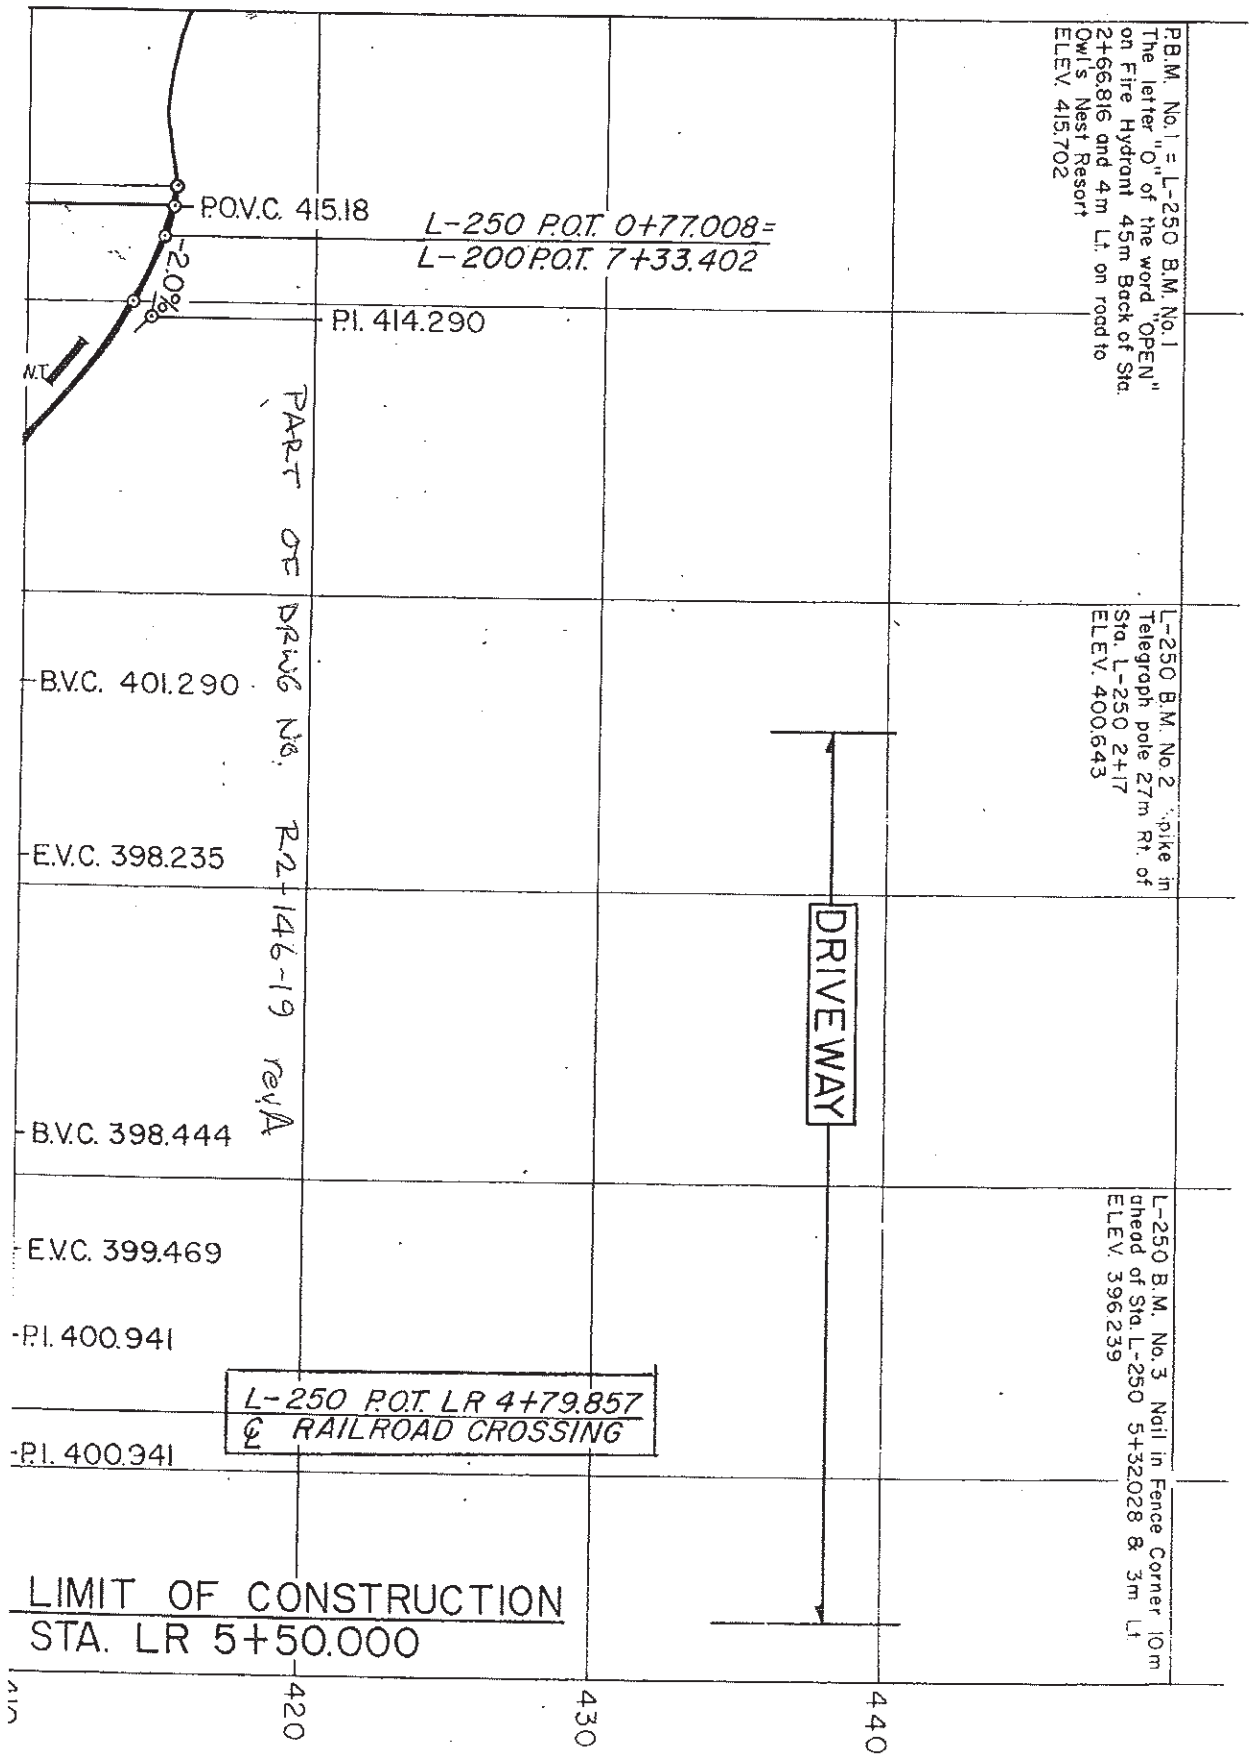 P.B.M. No.1 = L-250 B.M. No.1
The letter "O" of the word "OPEN"
on Fire Hydrant 45m Back of Sta.
2+66.816 and 4m Lt. on road to
Owl's Nest Resort
ELEV. 415.702
L-250 B.M. No.2 pike in
Telegraph pole 27m Rt. of
Sta. L-250 2+17
ELEV. 400.643
L-250 B.M. No.3 Nail in Fence Corner 10m
ahead of Sta. L-250 5+32.028 & 3m Lt.
ELEV. 396.239
P.O.V.C. 415.18
L-250 P.O.T. 0+77.008=
L-200 P.O.T. 7+33.402
-2.0%
P.I. 414.290
N.T.
PART OF DRWG No. R2-146-19 rev.A
B.V.C. 401.290
E.V.C. 398.235
DRIVEWAY
B.V.C. 398.444
E.V.C. 399.469
P.I. 400.941
L-250 P.O.T. LR 4+79.857
℄ RAILROAD CROSSING
P.I. 400.941
LIMIT OF CONSTRUCTION
STA. LR 5+50.000
410
420
430
440